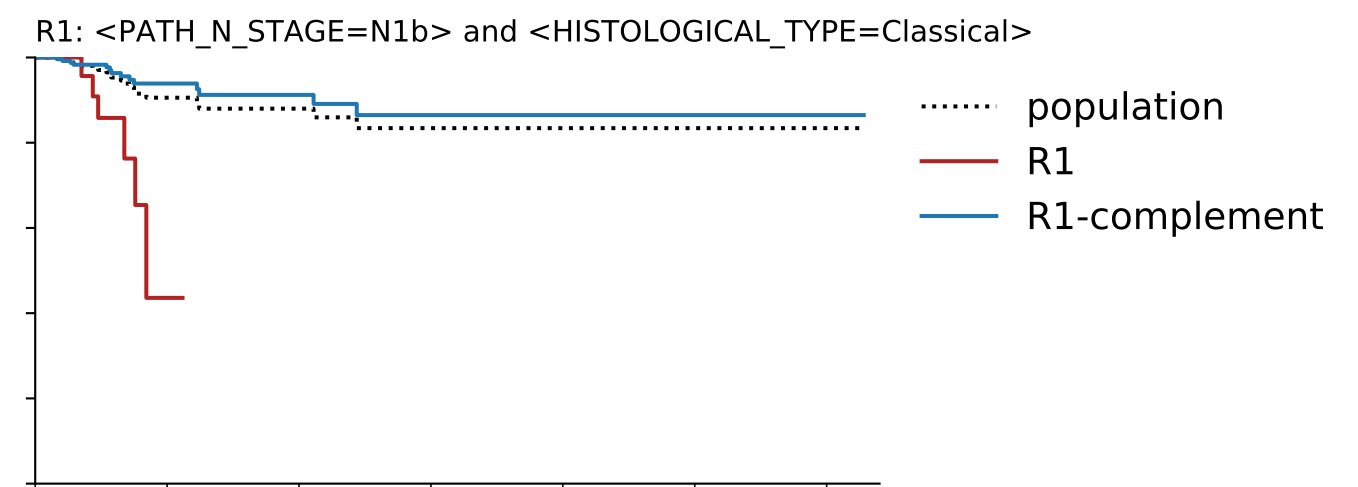 R1: <PATH_N_STAGE=N1b> and <HISTOLOGICAL_TYPE=Classical>
population
R1
R1-complement